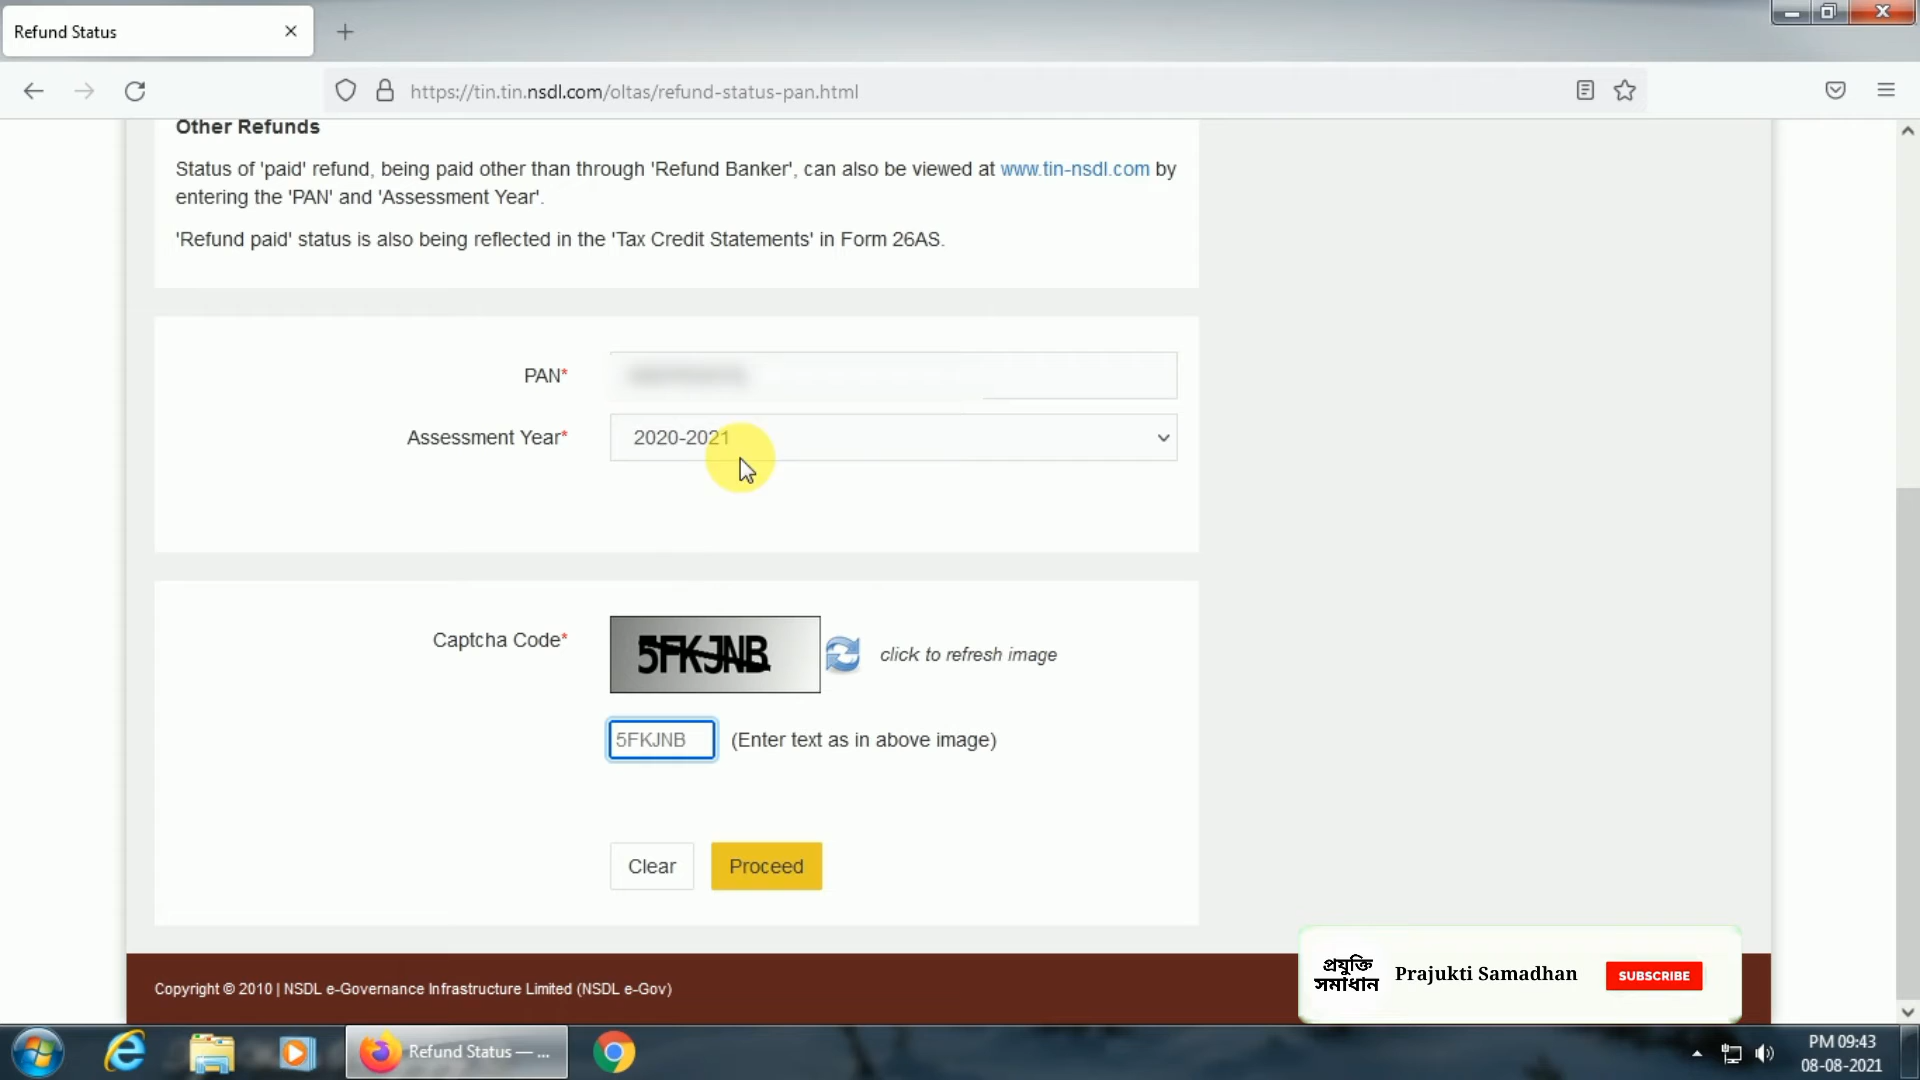 Refund Status
https://tin.tin.nsdl.com/oltas/refund-status-pan.html
Other Refunds
Status of 'paid' refund, being paid other than through 'Refund Banker', can also be viewed at www.tin-nsdl.com by
entering the 'PAN' and 'Assessment Year'.
'Refund paid' status is also being reflected in the 'Tax Credit Statements' in Form 26AS.
PAN*
Assessment Year*
2020-2021
Captcha Code*
5FKJNB
click to refresh image
5FKJNB
(Enter text as in above image)
Clear
Proceed
Copyright © 2010 | NSDL e-Governance Infrastructure Limited (NSDL e-Gov)
প্রযুক্তি
সমাধান
Prajukti Samadhan
SUBSCRIBE
Refund Status — ...
PM 09:43
08-08-2021